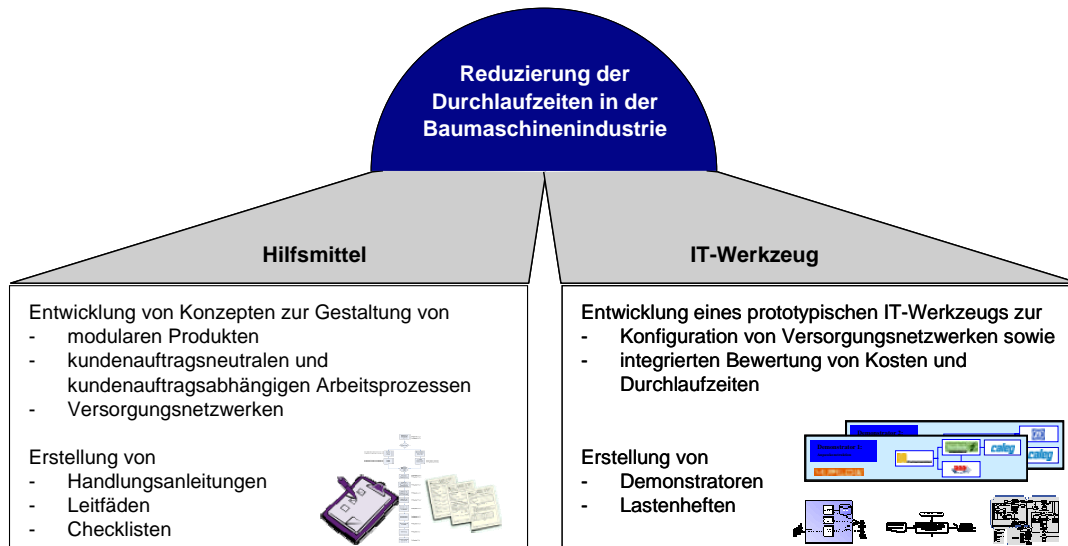 Reduzierung der
Durchlaufzeiten in der
Baumaschinenindustrie
Hilfsmittel
Entwicklung von Konzepten zur Gestaltung von
- modularen Produkten
- kundenauftragsneutralen und
kundenauftragsabhängigen Arbeitsprozessen
- Versorgungsnetzwerken
Erstellung von
- Handlungsanleitungen
- Leitfäden
- Checklisten
IT-Werkzeug
Entwicklung eines prototypischen IT-Werkzeugs zur
- Konfiguration von Versorgungsnetzwerken sowie
- integrierten Bewertung von Kosten und
Durchlaufzeiten
Erstellung von
- Demonstratoren
- Lastenheften
caleg
caleg